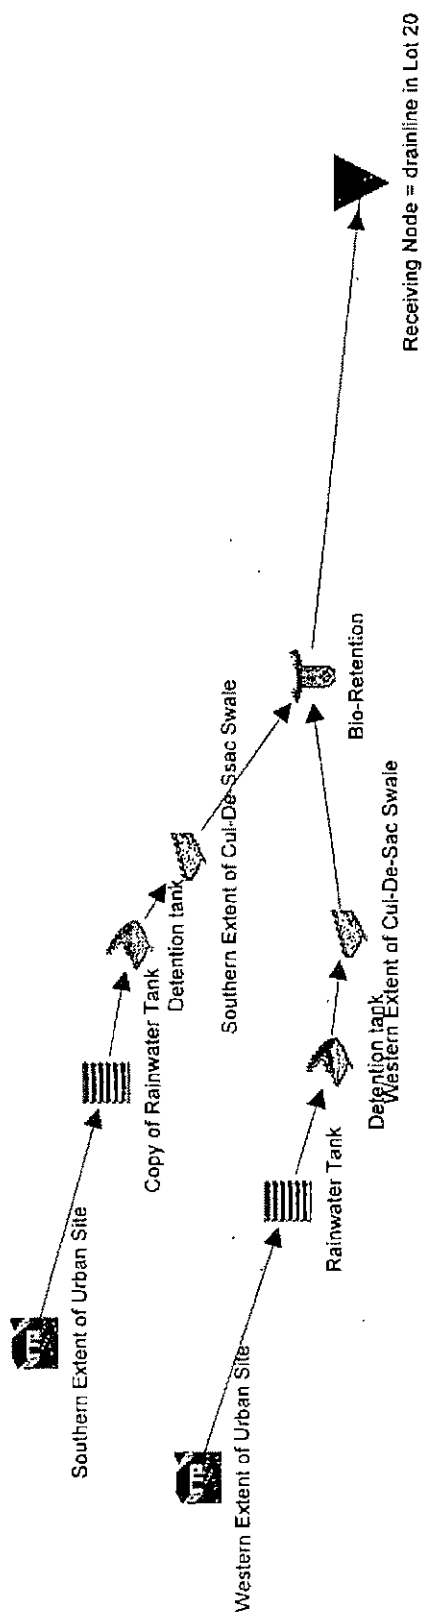 Southern Extent of Urban Site
Copy of Rainwater Tank
Detention tank
Southern Extent of Cul-De-Ssac Swale
Western Extent of Urban Site
Rainwater Tank
Detention tank
Western Extent of Cul-De-Sac Swale
Bio-Retention
Receiving Node = drainline in Lot 20